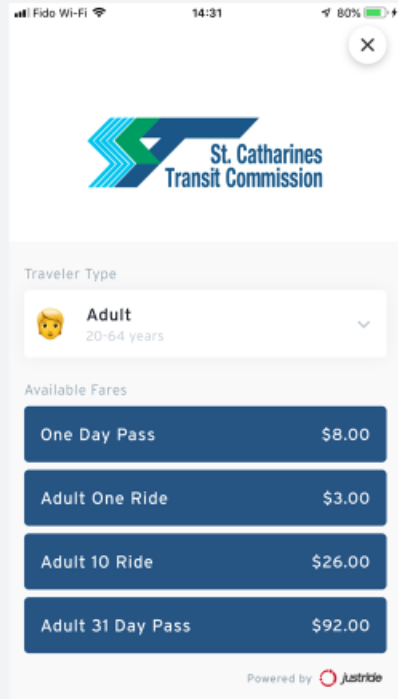 Fido Wi-Fi 14:31 80%
St. Catharines
Transit Commission
Traveler Type
Adult
20-64 years
Available Fares
One Day Pass $8.00
Adult One Ride $3.00
Adult 10 Ride $26.00
Adult 31 Day Pass $92.00
Powered by justride